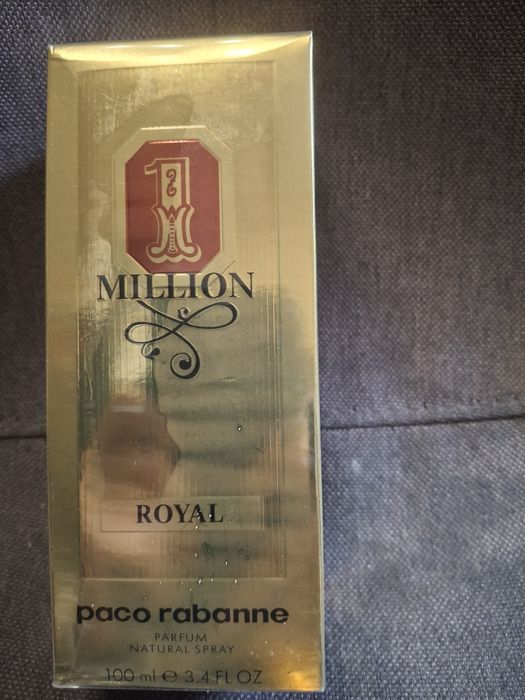 1
MILLION
ROYAL
paco rabanne
PARFUM
NATURAL SPRAY
100 ml ℮ 3.4 FL OZ